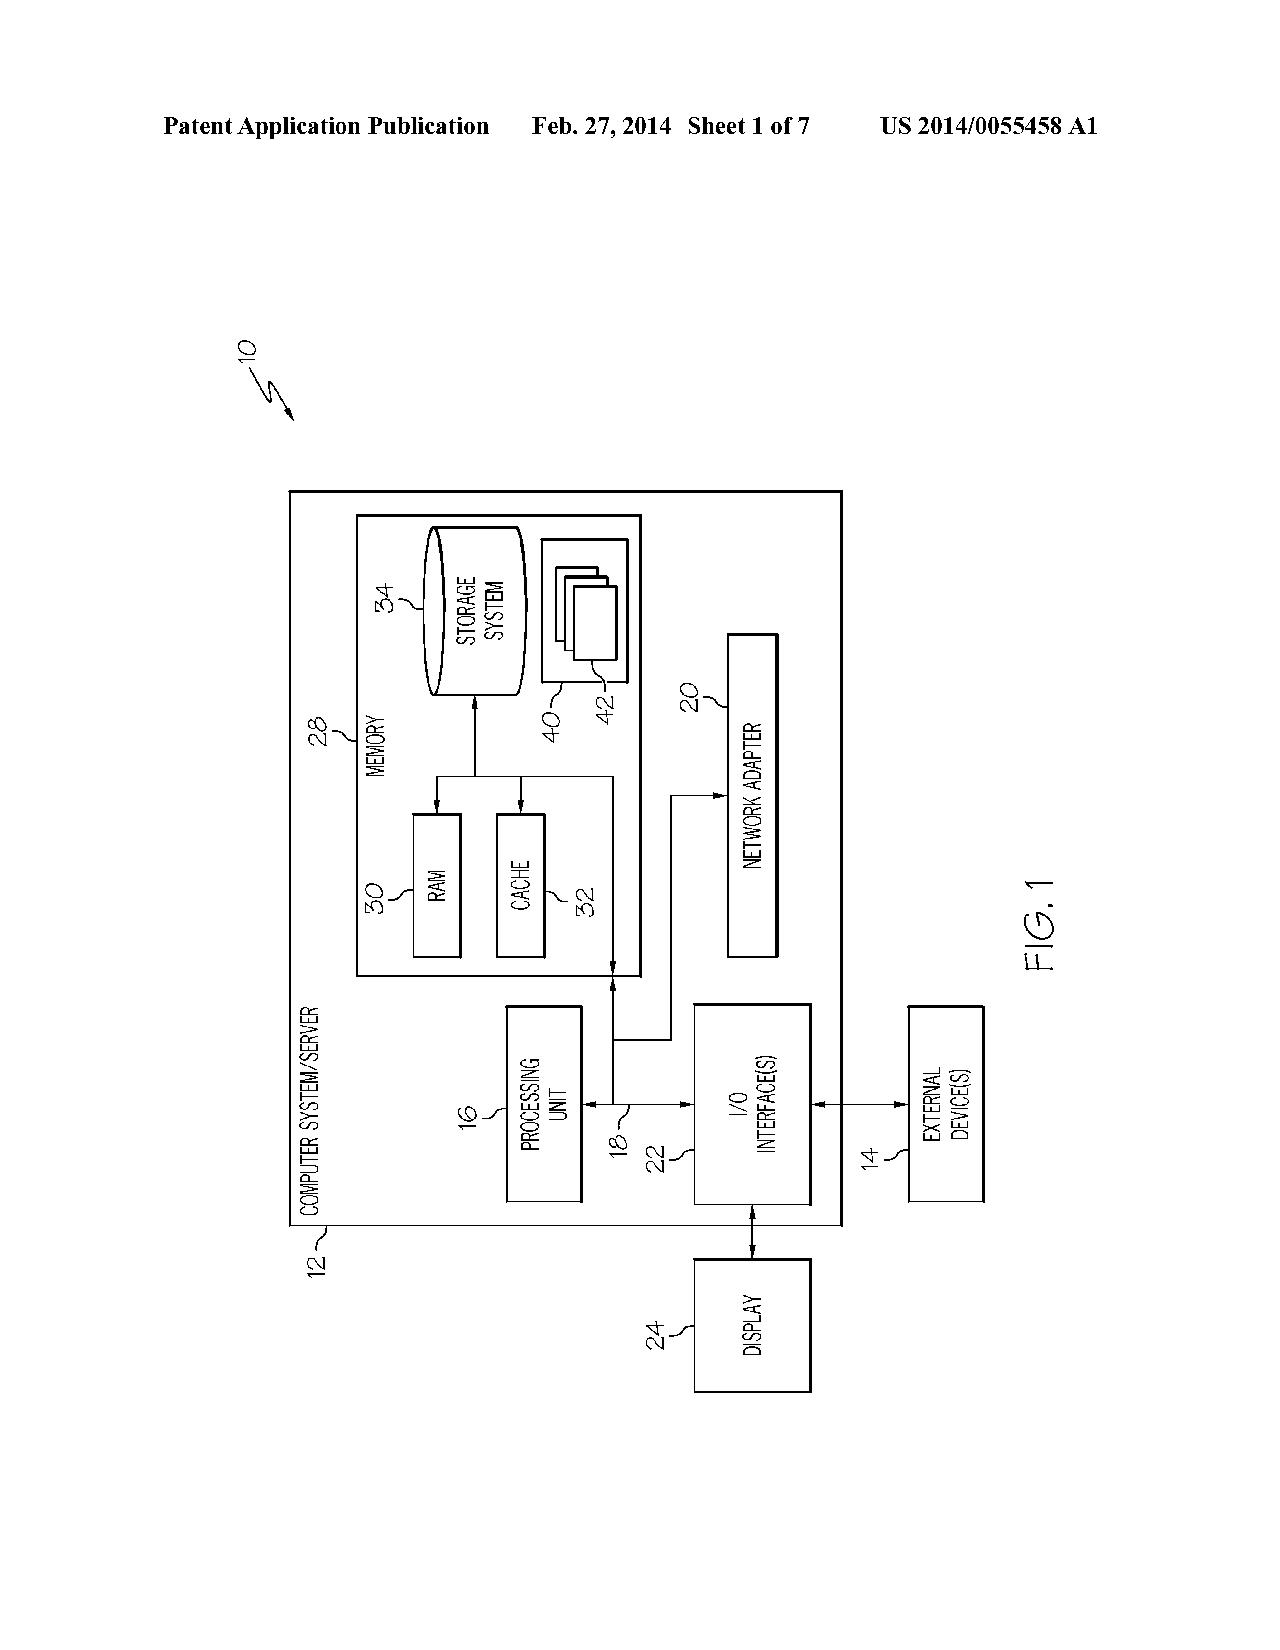 Patent Application Publication Feb. 27, 2014 Sheet 1 of 7 US 2014/0055458 A1
10
12
COMPUTER SYSTEM/SERVER
28
MEMORY
30
RAM
34
STORAGE
SYSTEM
CACHE
32
40
42
16
PROCESSING
UNIT
18
20
NETWORK ADAPTER
22
I/O
INTERFACE(S)
24
DISPLAY
14
EXTERNAL
DEVICE(S)
FIG. 1